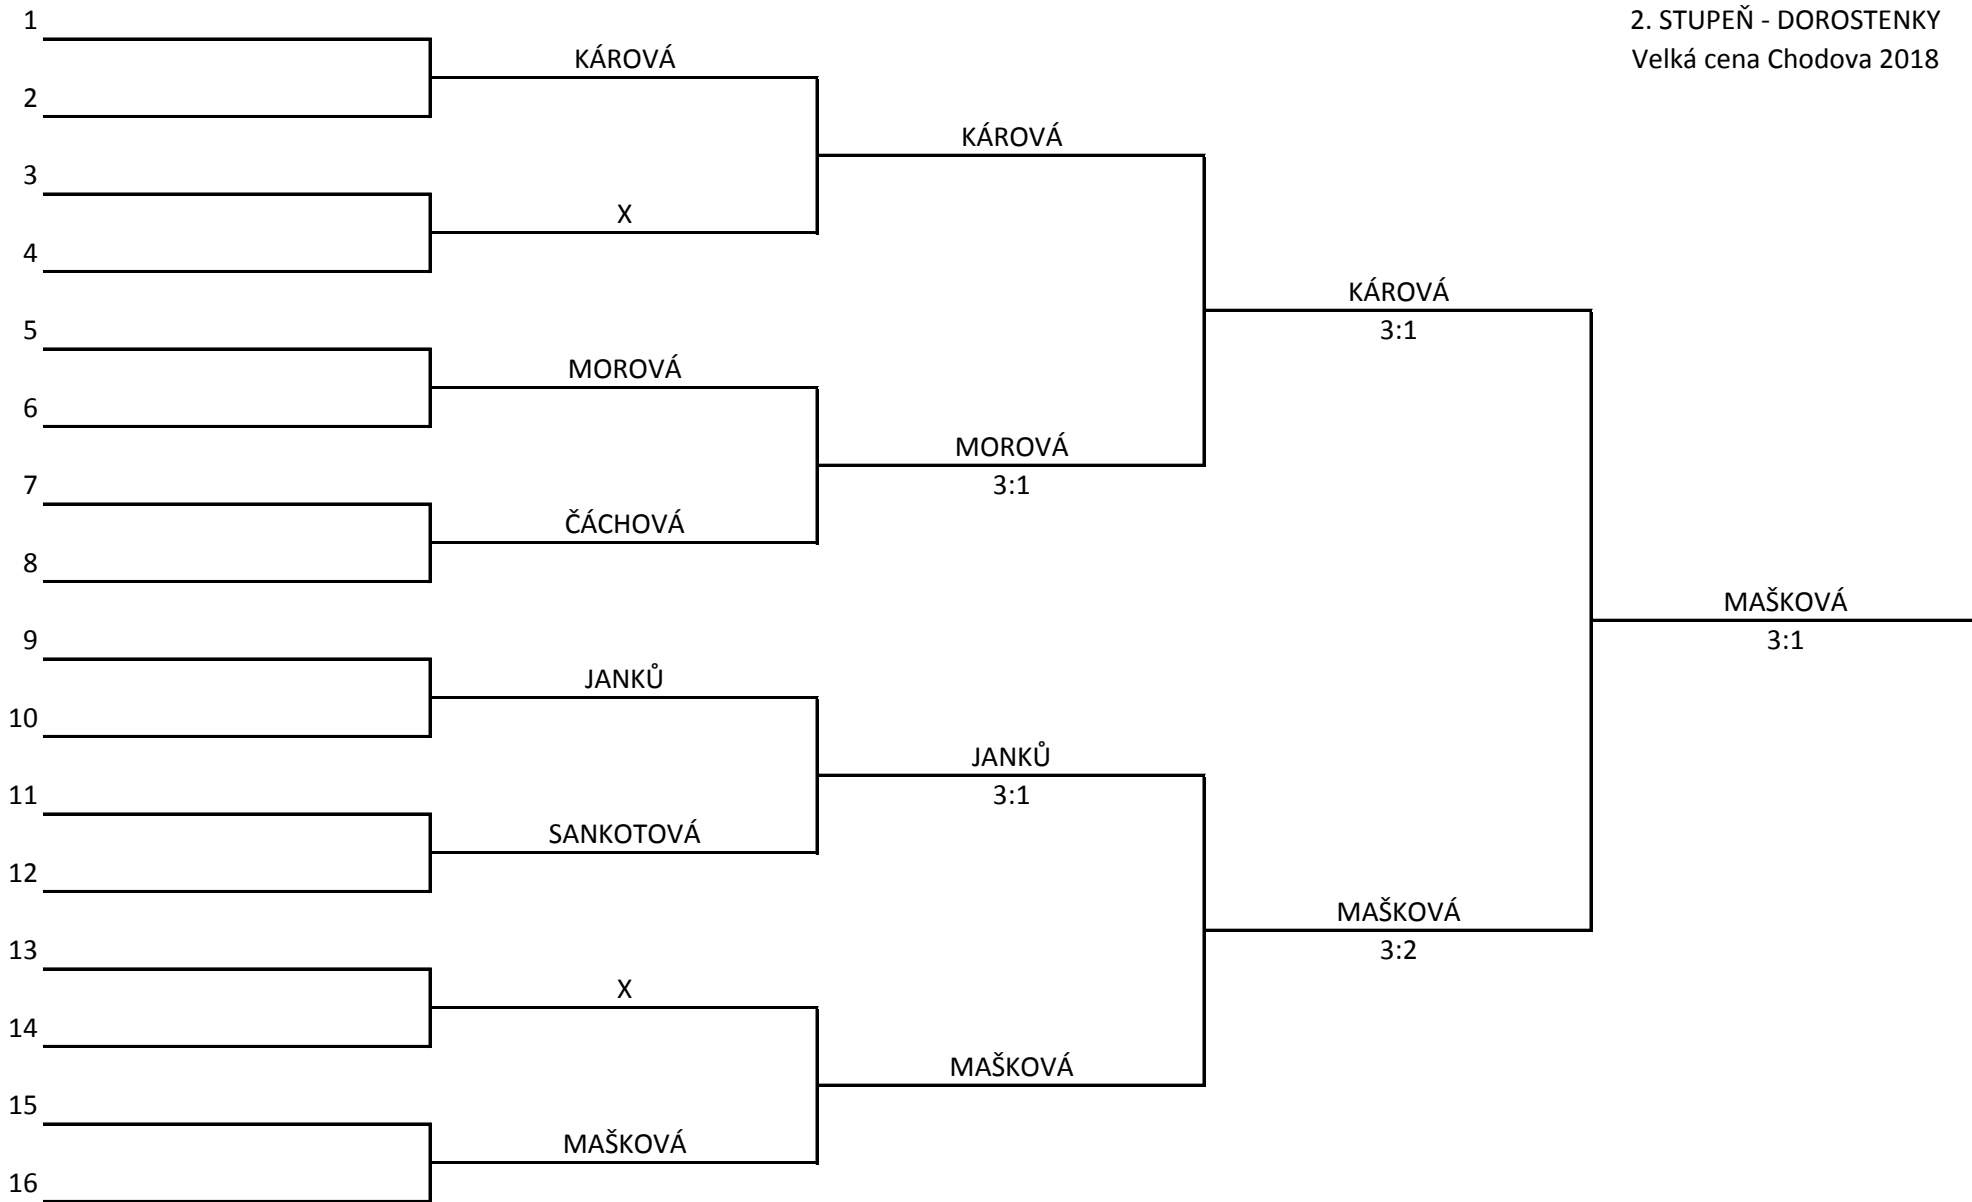 2. STUPEŇ - DOROSTENKY
Velká cena Chodova 2018
1
KÁROVÁ
2
KÁROVÁ
3
X
4
KÁROVÁ
3:1
5
MOROVÁ
6
MOROVÁ
3:1
7
ČÁCHOVÁ
8
MAŠKOVÁ
3:1
9
JANKŮ
10
JANKŮ
3:1
11
SANKOTOVÁ
12
MAŠKOVÁ
3:2
13
X
14
MAŠKOVÁ
15
MAŠKOVÁ
16